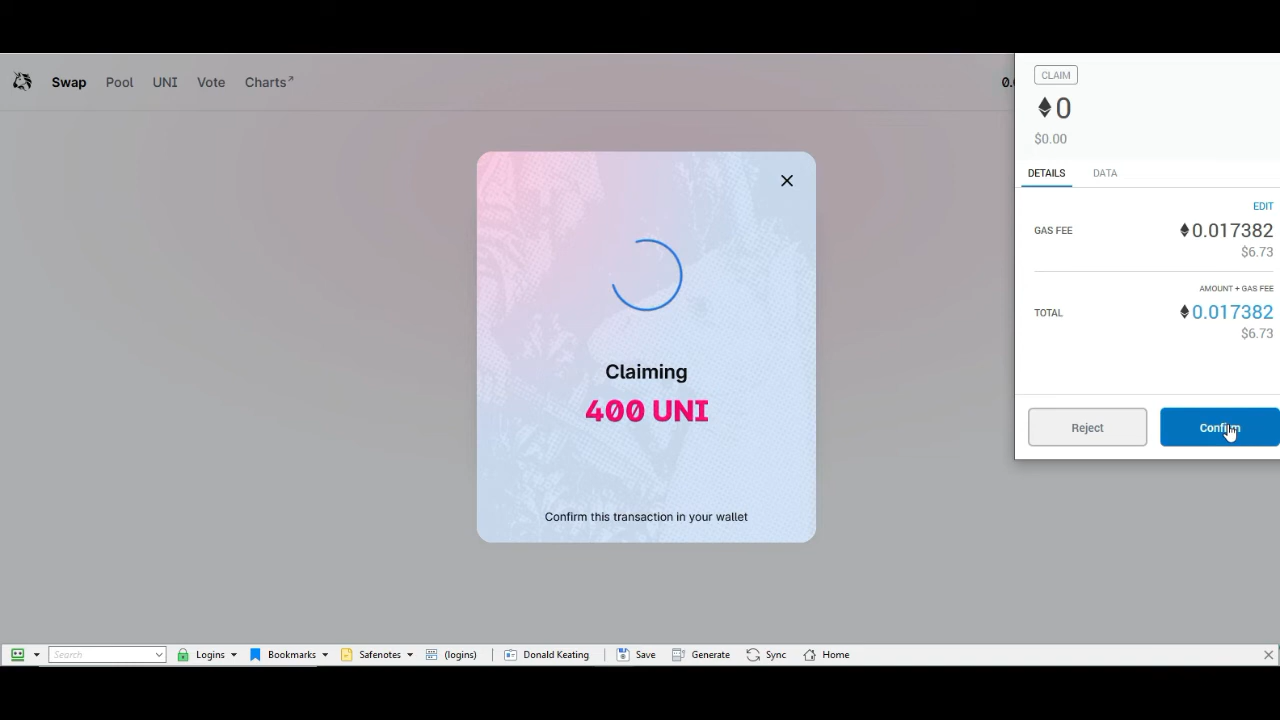 Swap Pool UNI Vote Charts↗ 0.0
CLAIM
0
$0.00
DETAILS DATA
EDIT
GAS FEE 0.017382
$6.73
AMOUNT + GAS FEE
TOTAL 0.017382
$6.73
Reject Confirm
Claiming
400 UNI
Confirm this transaction in your wallet
Search Logins Bookmarks Safenotes (logins) Donald Keating Save Generate Sync Home